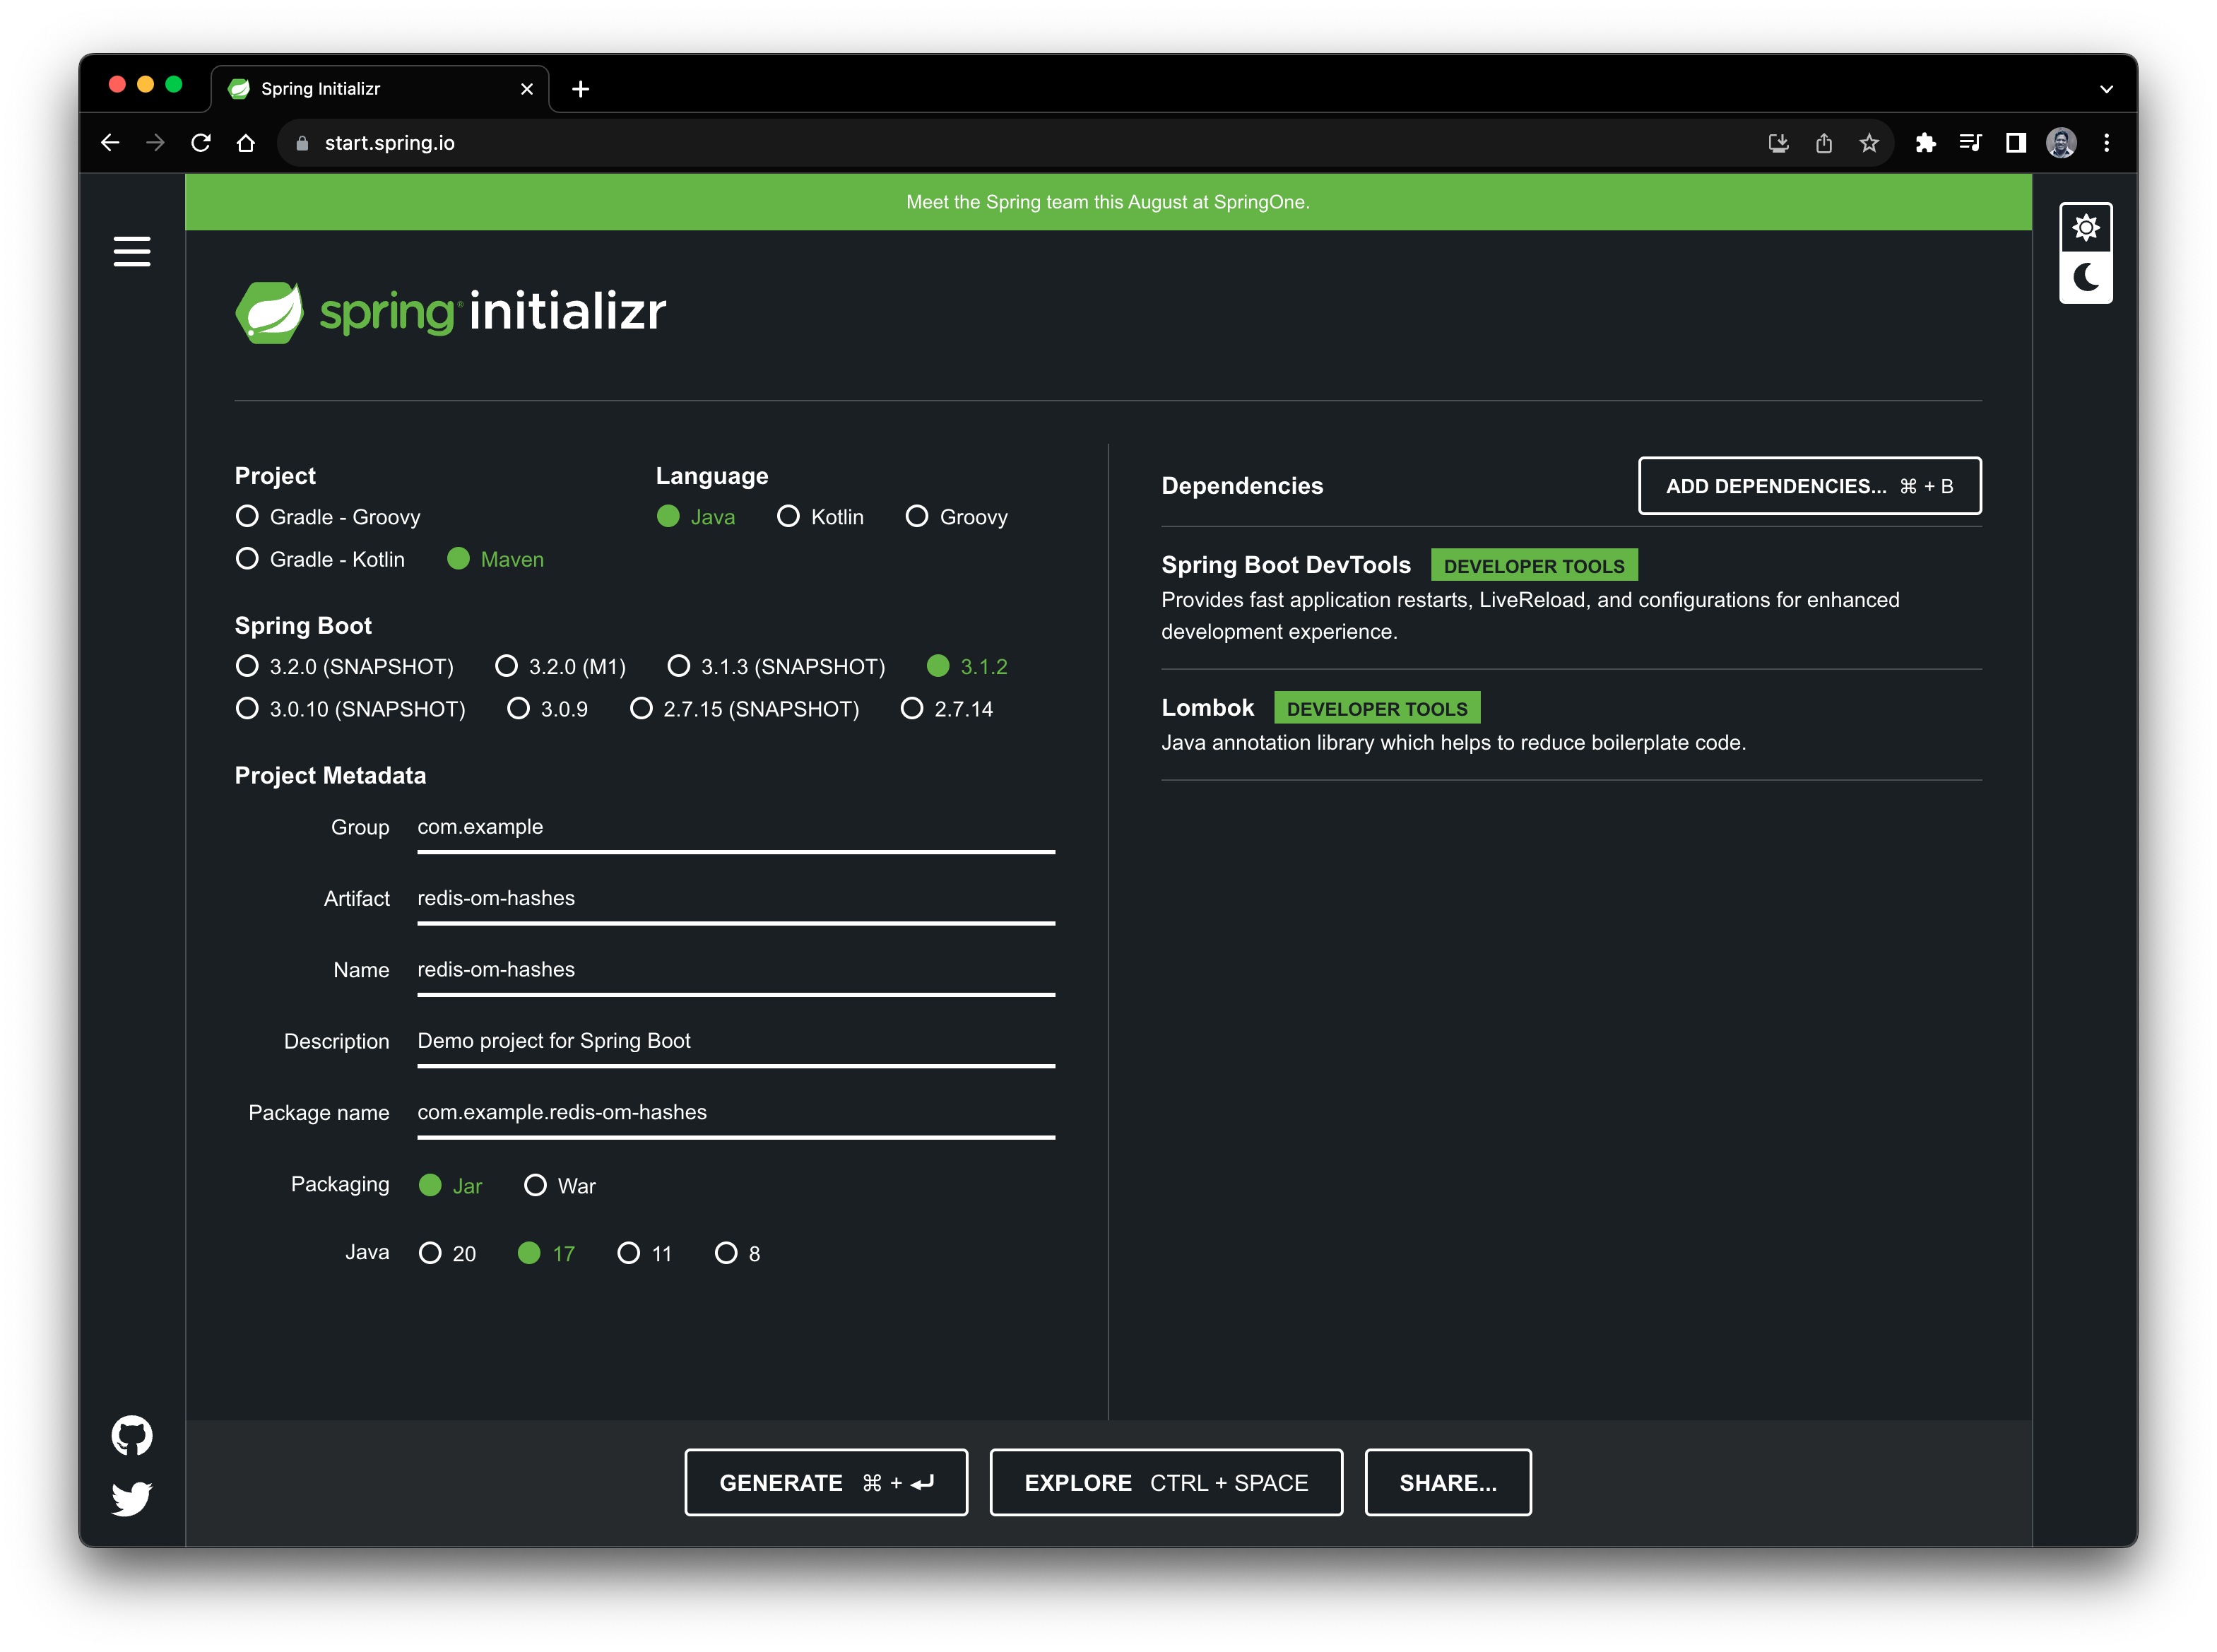 Spring Initializr
start.spring.io
Meet the Spring team this August at SpringOne.
spring® initializr
Project
Gradle - Groovy
Gradle - Kotlin Maven
Language
Java Kotlin Groovy
Spring Boot
3.2.0 (SNAPSHOT) 3.2.0 (M1) 3.1.3 (SNAPSHOT) 3.1.2
3.0.10 (SNAPSHOT) 3.0.9 2.7.15 (SNAPSHOT) 2.7.14
Project Metadata
Group com.example
Artifact redis-om-hashes
Name redis-om-hashes
Description Demo project for Spring Boot
Package name com.example.redis-om-hashes
Packaging Jar War
Java 20 17 11 8
Dependencies
ADD DEPENDENCIES... ⌘ + B
Spring Boot DevTools DEVELOPER TOOLS
Provides fast application restarts, LiveReload, and configurations for enhanced
development experience.
Lombok DEVELOPER TOOLS
Java annotation library which helps to reduce boilerplate code.
GENERATE ⌘ + ⏎
EXPLORE CTRL + SPACE
SHARE...